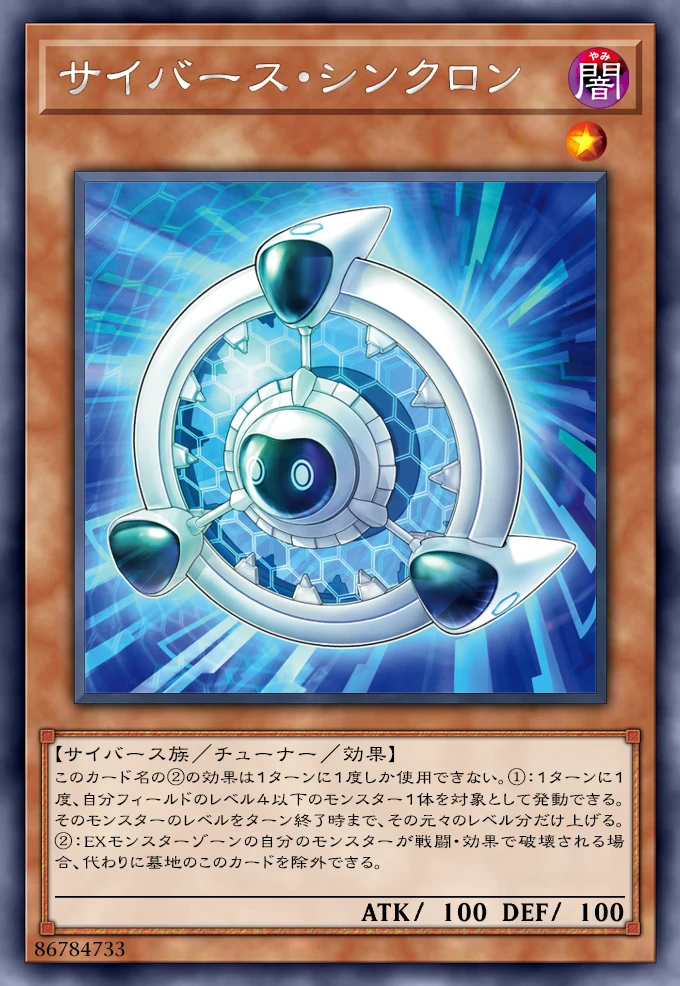 サイバース・シンクロン
やみ
闇
【サイバース族／チューナー／効果】
このカード名の②の効果は１ターンに１度しか使用できない。①：１ターンに１
度、自分フィールドのレベル４以下のモンスター１体を対象として発動できる。
そのモンスターのレベルをターン終了時まで、その元々のレベル分だけ上げる。
②：EXモンスターゾーンの自分のモンスターが戦闘・効果で破壊される場
合、代わりに墓地のこのカードを除外できる。
ATK/ 100 DEF/ 100
86784733